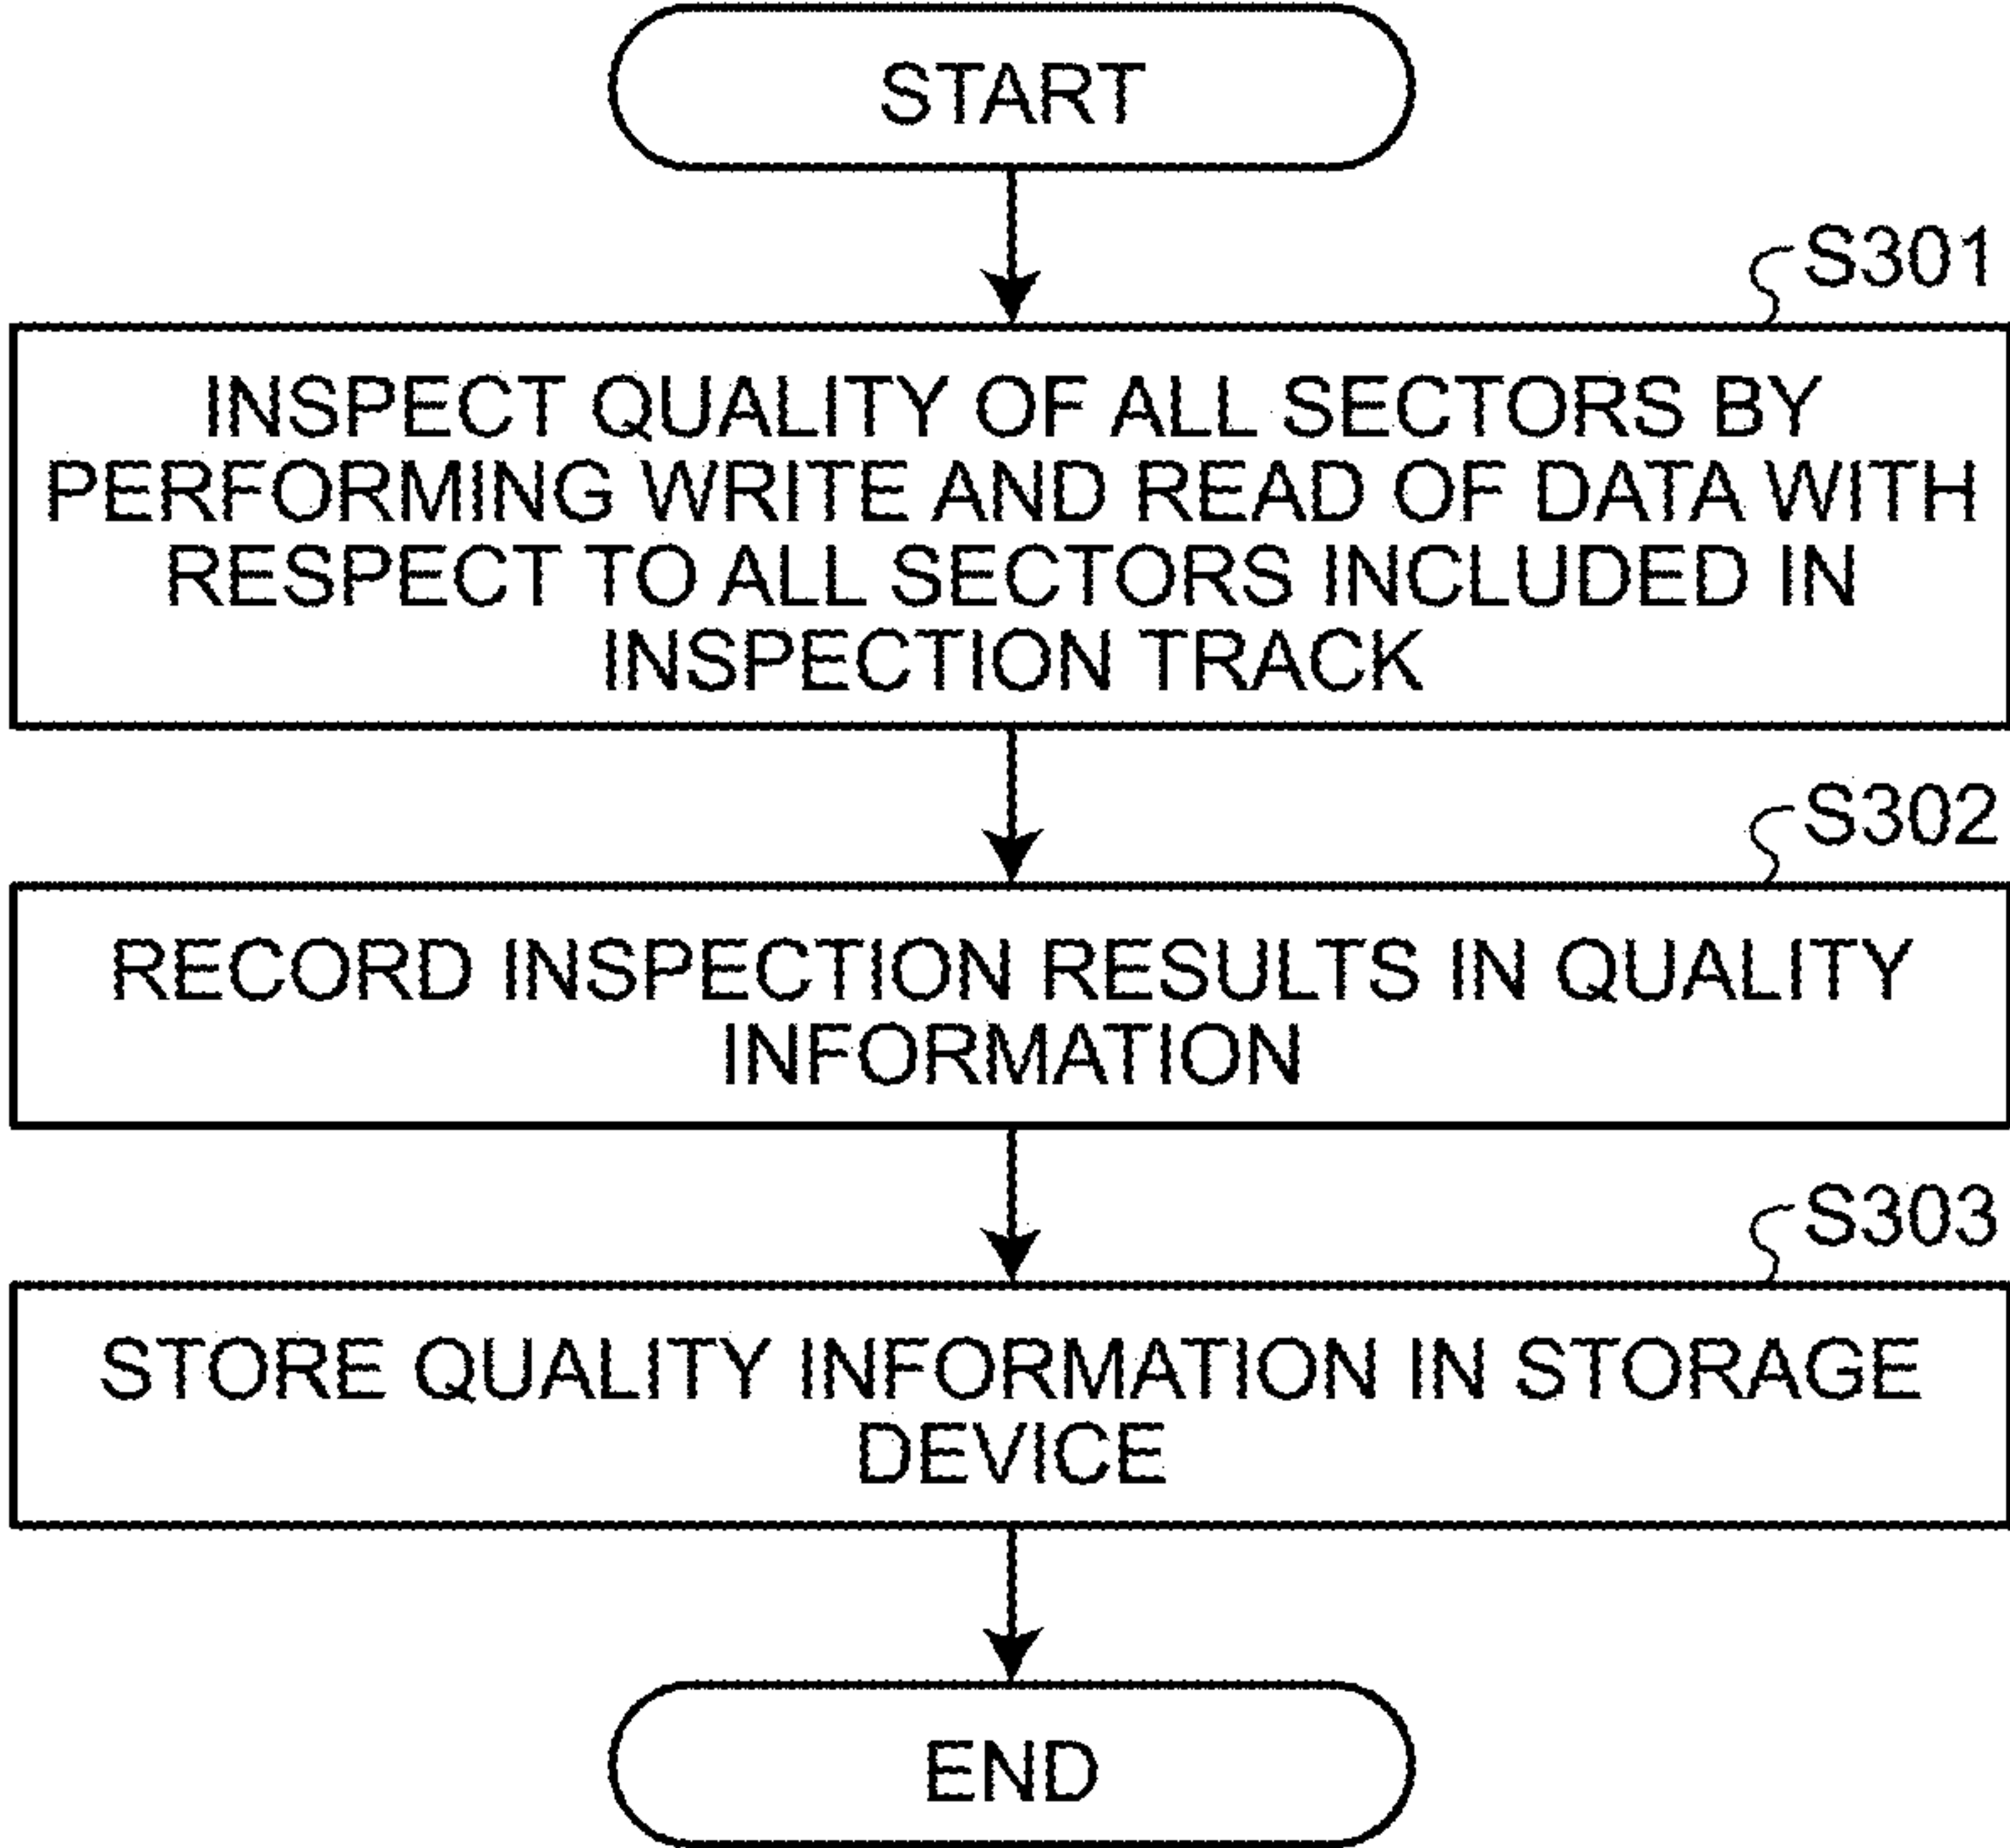 START
S301
INSPECT QUALITY OF ALL SECTORS BY
PERFORMING WRITE AND READ OF DATA WITH
RESPECT TO ALL SECTORS INCLUDED IN
INSPECTION TRACK
S302
RECORD INSPECTION RESULTS IN QUALITY
INFORMATION
S303
STORE QUALITY INFORMATION IN STORAGE
DEVICE
END